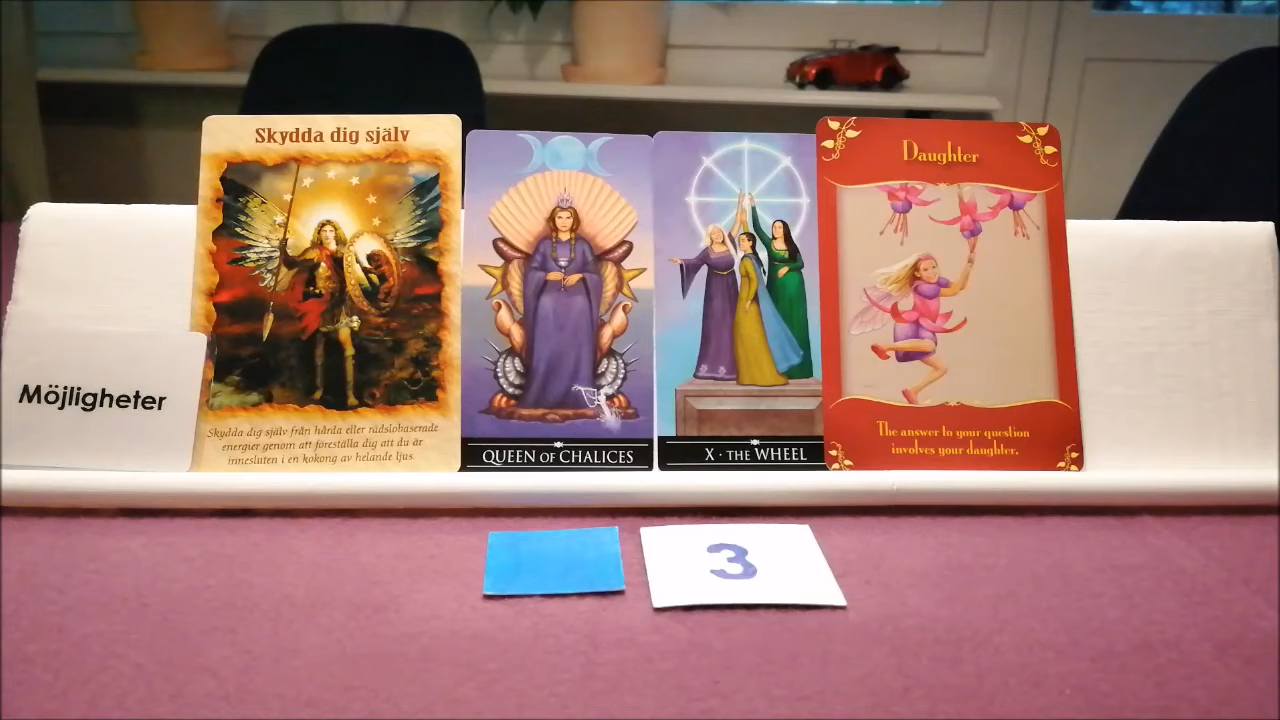 Möjligheter
Skydda dig själv
Skydda dig själv från hårda eller rädslobaserade
energier genom att föreställa dig att du är
innesluten i en kokong av helande ljus.
QUEEN OF CHALICES
X • THE WHEEL
Daughter
The answer to your question
involves your daughter.
3